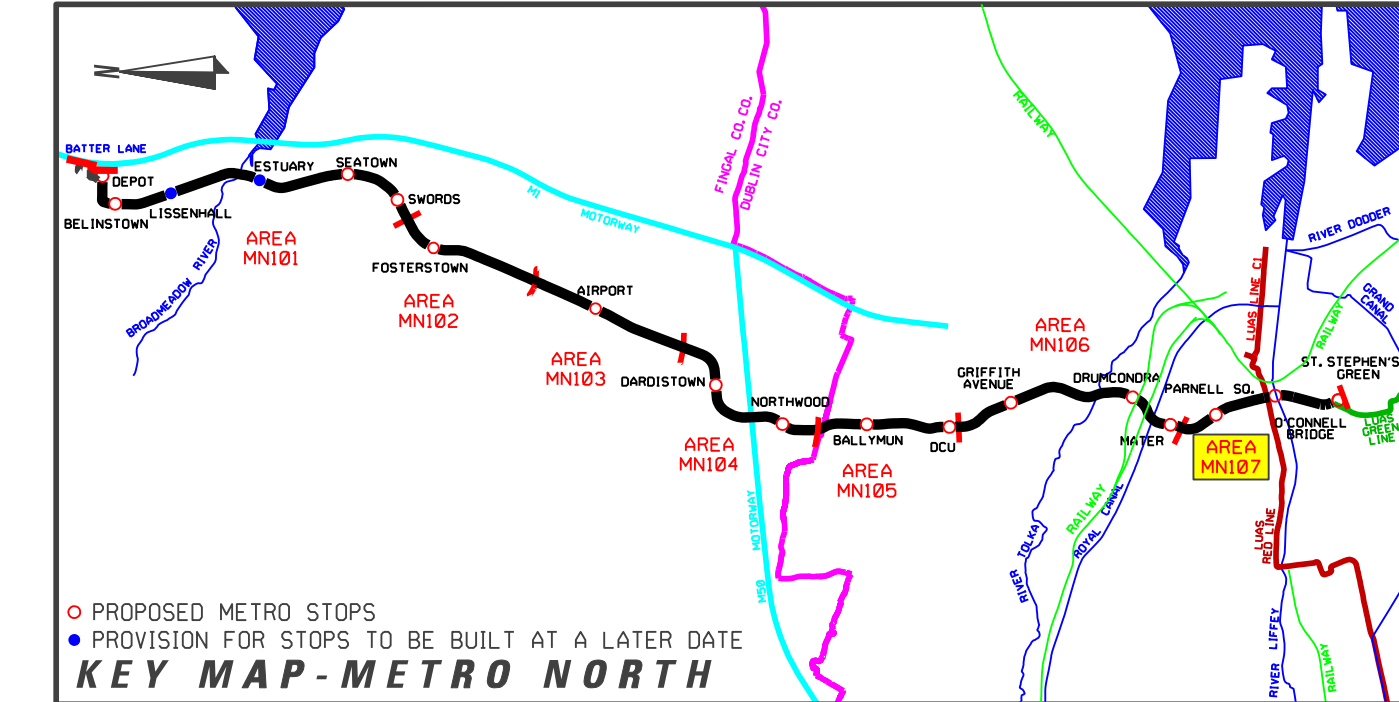 N
BATTER LANE
DEPOT
BELINSTOWN
LISSENHALL
ESTUARY
SEATOWN
SWORDS
FOSTERSTOWN
BROADMEADOW RIVER
AREA
MN101
AREA
MN102
M1
MOTORWAY
AIRPORT
AREA
MN103
DARDISTOWN
FINGAL CO. CO.
DUBLIN CITY CO.
NORTHWOOD
AREA
MN104
MOTORWAY
M50
BALLYMUN
AREA
MN105
DCU
GRIFFITH
AVENUE
AREA
MN106
RAILWAY
DRUMCONDRA
MATER
PARNELL SQ.
AREA
MN107
RIVER TOLKA
RAILWAY
ROYAL CANAL
LUAS LINE C1
RIVER DODDER
GRAND
CANAL
RAILWAY
ST. STEPHEN'S
GREEN
O'CONNELL
BRIDGE
LUAS
GREEN
LINE
LUAS
RED LINE
RIVER LIFFEY
RAILWAY
PROPOSED METRO STOPS
PROVISION FOR STOPS TO BE BUILT AT A LATER DATE
KEY MAP-METRO NORTH